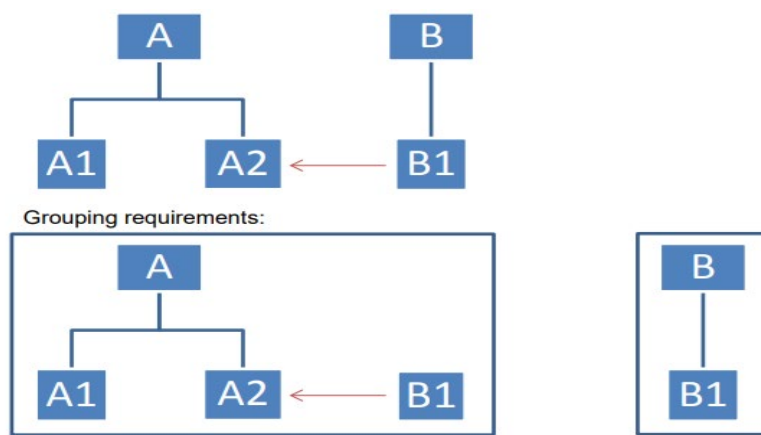 A B
A1 A2 B1
Grouping requirements:
A B
A1 A2 B1 B1